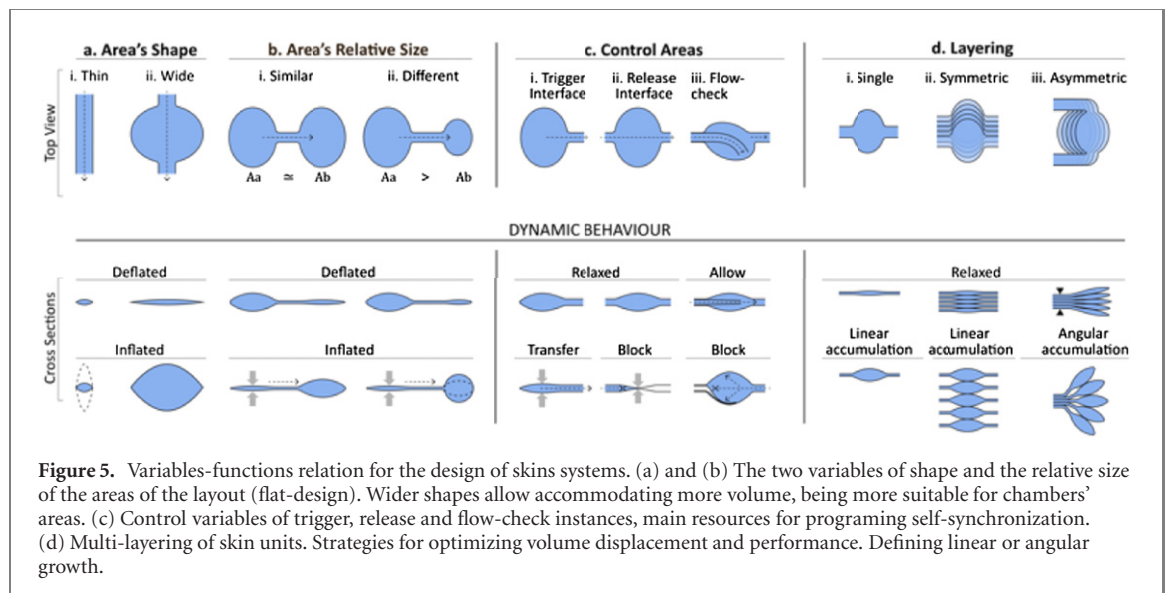 a. Area's Shape
b. Area's Relative Size
c. Control Areas
d. Layering
i. Thin
ii. Wide
i. Similar
ii. Different
i. Trigger Interface
ii. Release Interface
iii. Flow-check
i. Single
ii. Symmetric
iii. Asymmetric
Top View
Aa ≃ Ab
Aa > Ab
DYNAMIC BEHAVIOUR
Cross Sections
Deflated
Deflated
Relaxed
Allow
Relaxed
Inflated
Inflated
Transfer
Block
Block
Linear accumulation
Linear accumulation
Angular accumulation
Figure 5. Variables-functions relation for the design of skins systems. (a) and (b) The two variables of shape and the relative size
of the areas of the layout (flat-design). Wider shapes allow accommodating more volume, being more suitable for chambers'
areas. (c) Control variables of trigger, release and flow-check instances, main resources for programing self-synchronization.
(d) Multi-layering of skin units. Strategies for optimizing volume displacement and performance. Defining linear or angular
growth.